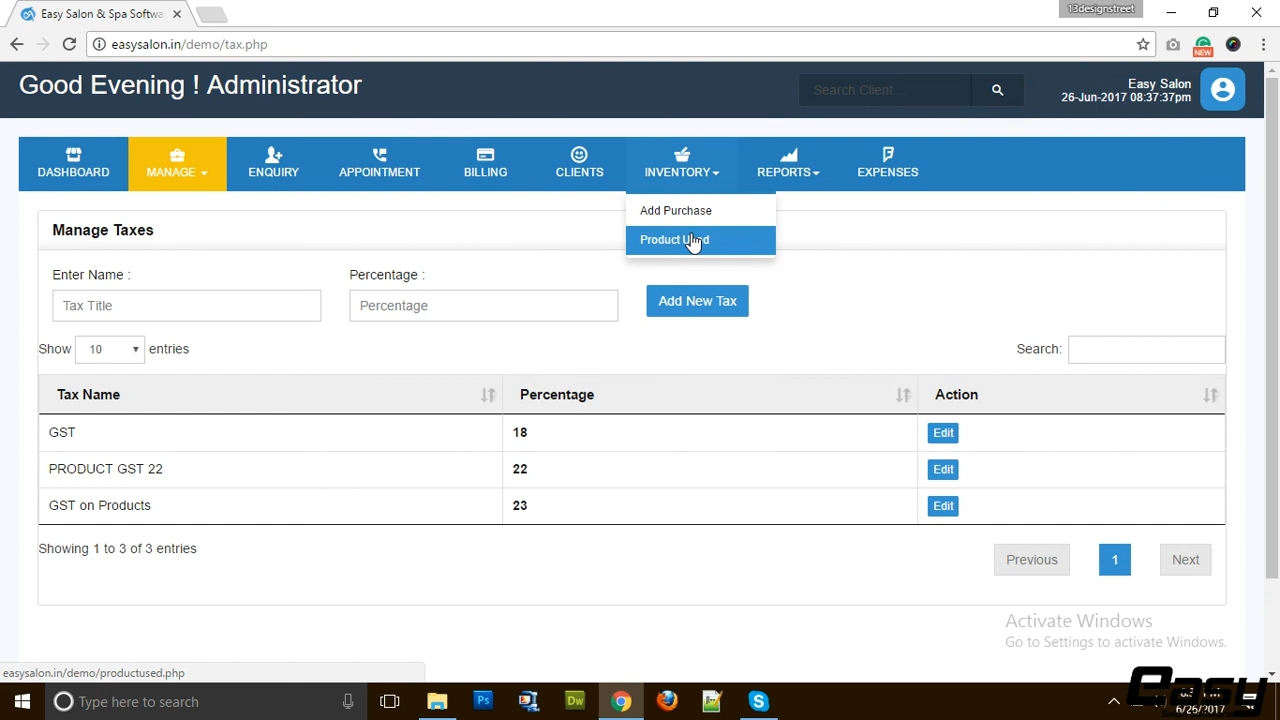 Easy Salon & Spa Softwa
13designstreet
easysalon.in/demo/tax.php
NEW
Good Evening ! Administrator
Search Client ...
Easy Salon
26-Jun-2017 08:37:37pm
DASHBOARD
MANAGE
ENQUIRY
APPOINTMENT
BILLING
CLIENTS
INVENTORY
REPORTS
EXPENSES
Add Purchase
Product Used
Manage Taxes
Enter Name :
Percentage :
Tax Title
Percentage
Add New Tax
Show 10 entries
Search:
Tax Name Percentage Action
GST 18 Edit
PRODUCT GST 22 22 Edit
GST on Products 23 Edit
Showing 1 to 3 of 3 entries
Previous 1 Next
Activate Windows
Go to Settings to activate Windows.
easysalon.in/demo/productused.php
Type here to search
Ps
Dw
easy
6/26/2017